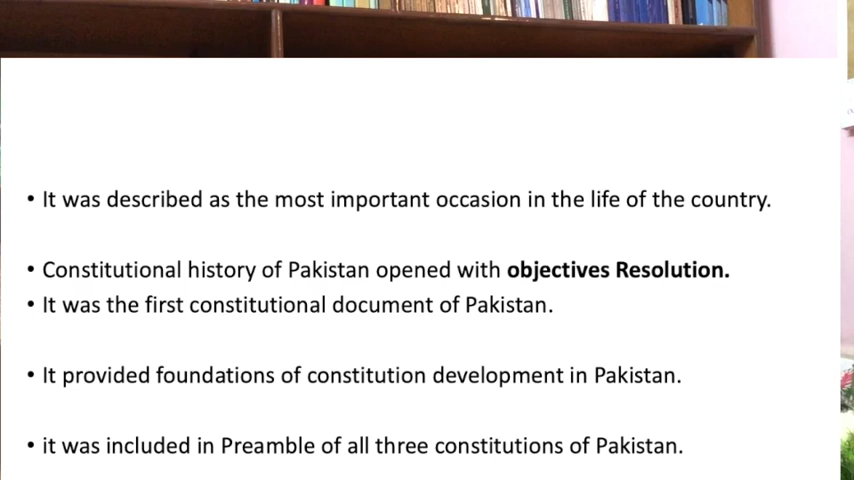 • It was described as the most important occasion in the life of the country.
• Constitutional history of Pakistan opened with objectives Resolution.
• It was the first constitutional document of Pakistan.
• It provided foundations of constitution development in Pakistan.
• it was included in Preamble of all three constitutions of Pakistan.